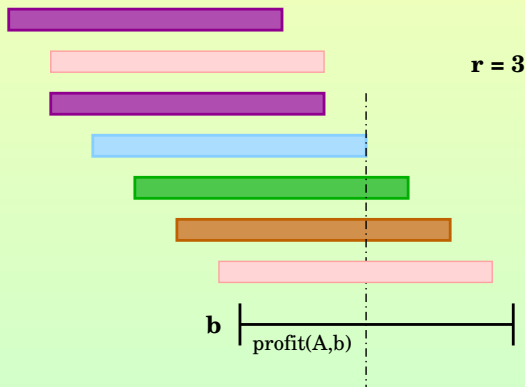 r = 3
b
profit(A,b)